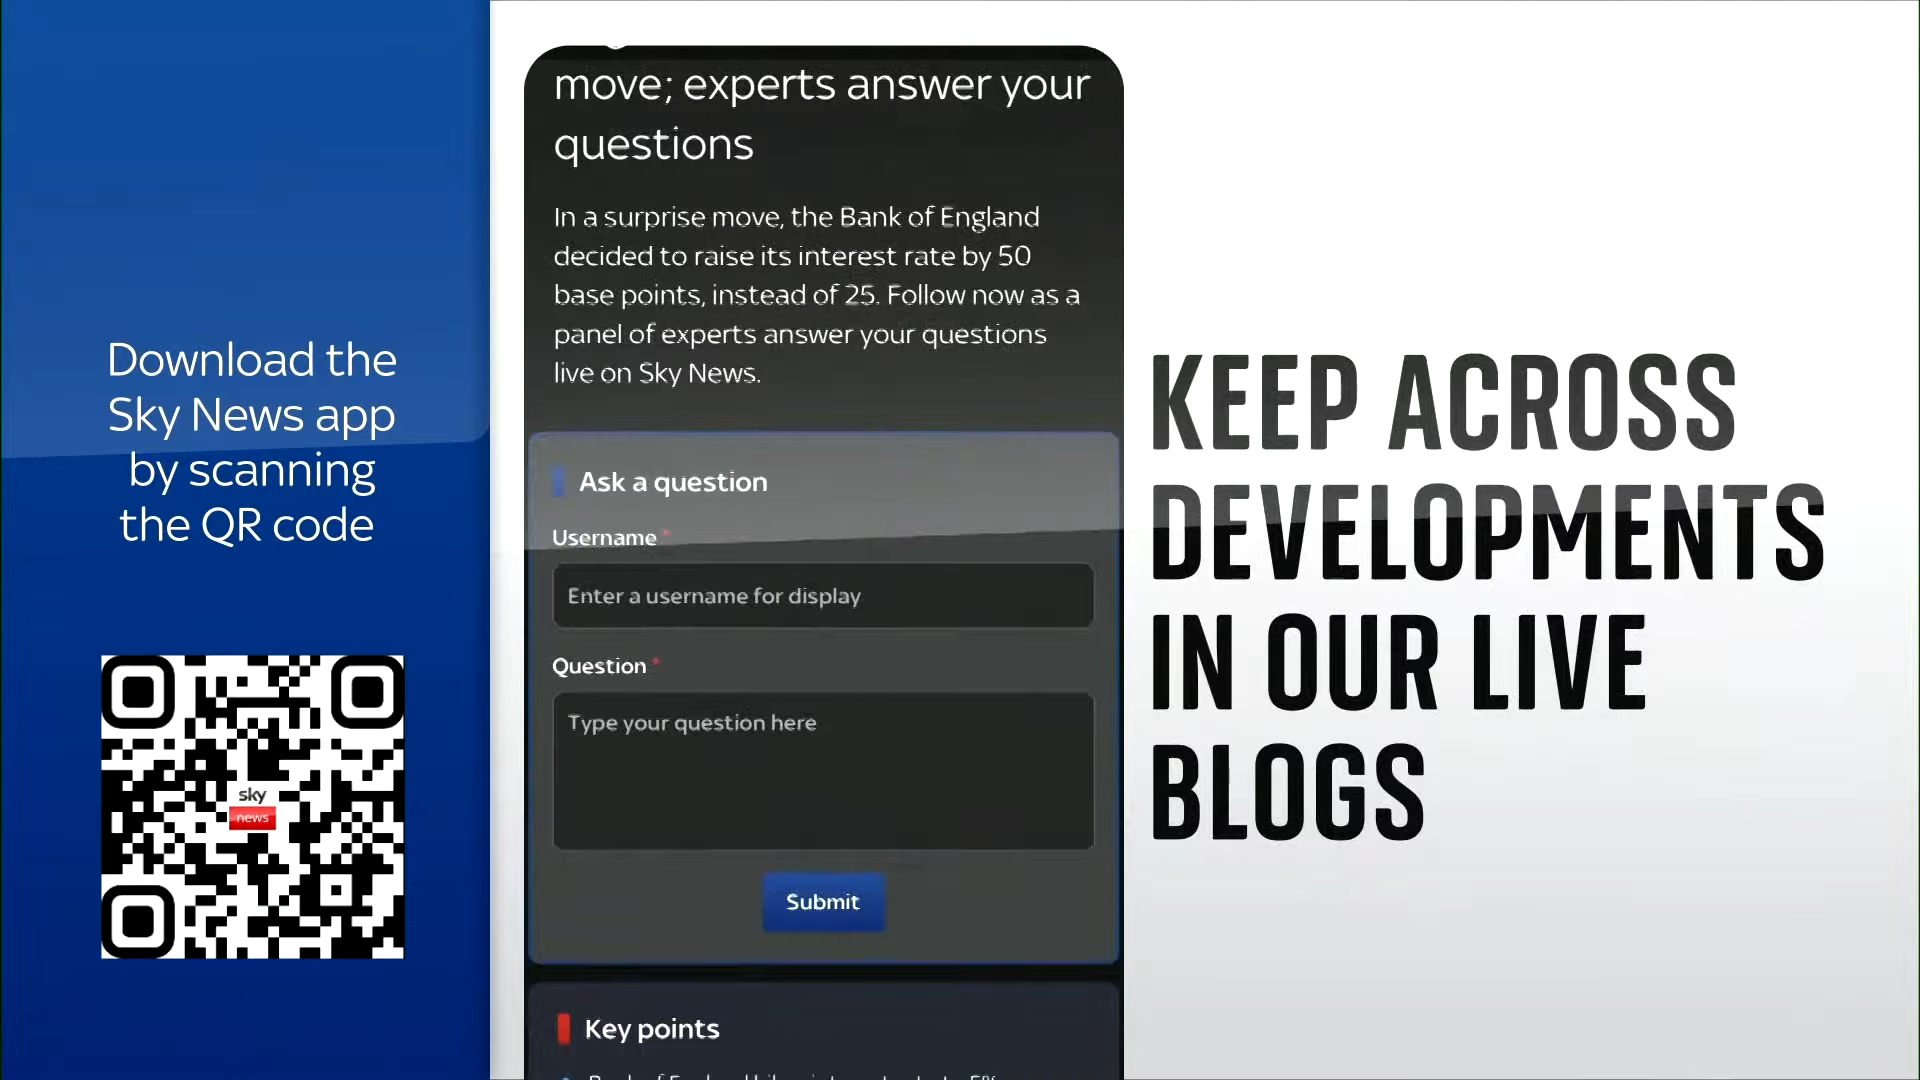 Download the
Sky News app
by scanning
the QR code
sky
news
move; experts answer your
questions
In a surprise move, the Bank of England
decided to raise its interest rate by 50
base points, instead of 25. Follow now as a
panel of experts answer your questions
live on Sky News.
Ask a question
Username *
Enter a username for display
Question *
Type your question here
Submit
Key points
KEEP ACROSS
DEVELOPMENTS
IN OUR LIVE
BLOGS